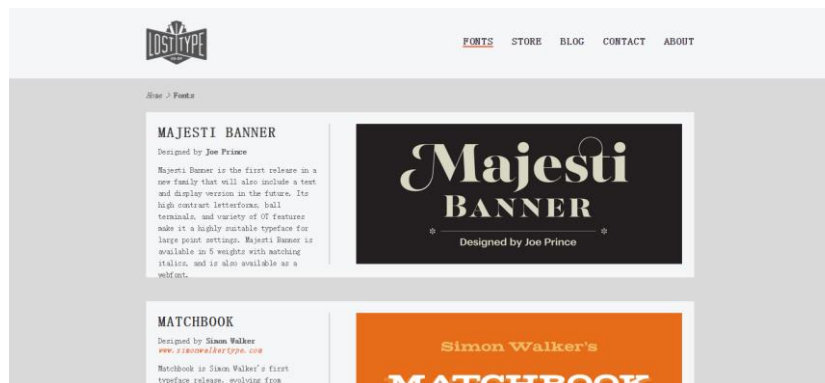 LOST TYPE
FONTS STORE BLOG CONTACT ABOUT
Home > Fonts
MAJESTI BANNER
Designed by Joe Prince
Majesti Banner is the first release in a
new family that will also include a text
and display version in the future. Its
high contrast letterforms, ball
terminals, and variety of OT features
make it a highly suitable typeface for
large point settings. Majesti Banner is
available in 5 weights with matching
italics, and is also available as a
webfont.
Majesti
BANNER
Designed by Joe Prince
MATCHBOOK
Designed by Simon Walker
www.simonwalkertype.com
Matchbook is Simon Walker's first
typeface release, evolving from
Simon Walker's
MATCHBOOK